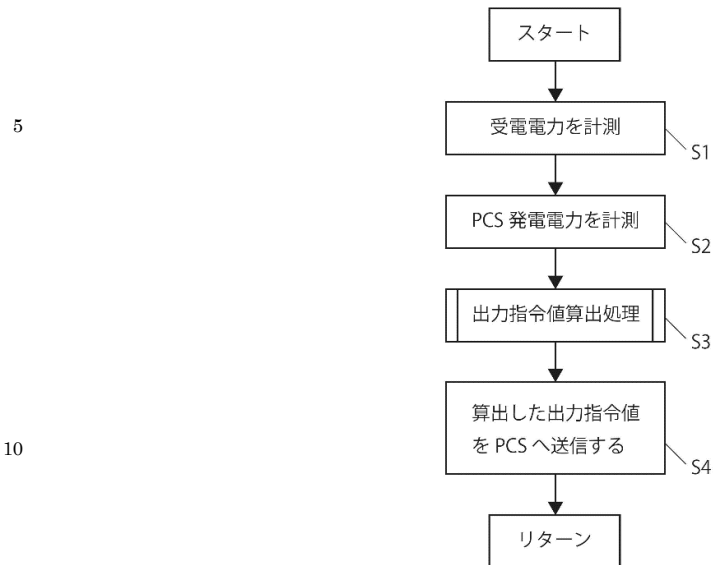 スタート
5
受電電力を計測
S1
PCS 発電電力を計測
S2
出力指令値算出処理
S3
算出した出力指令値
10
を PCS へ送信する
S4
リターン